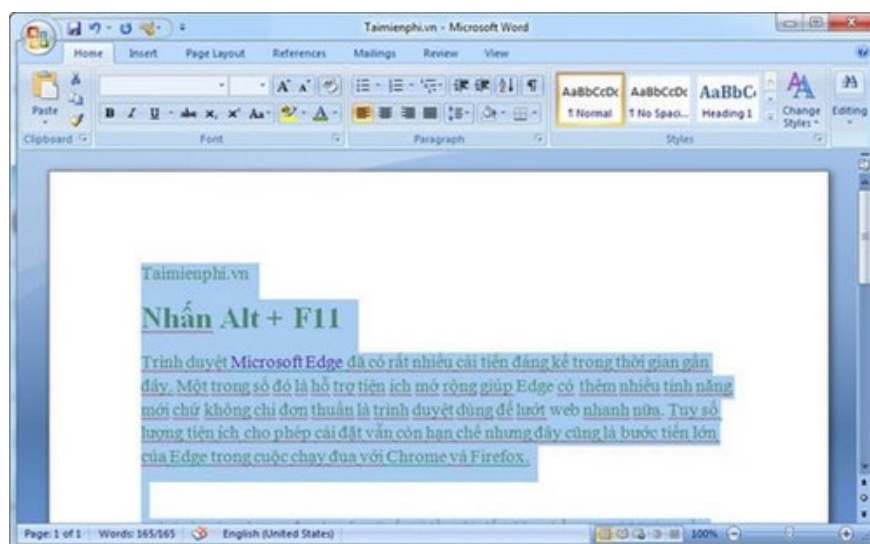 Taimienphi.vn - Microsoft Word
Home Insert Page Layout References Mailings Review View
Paste
B I U abc x, x² Aa A
AaBbCcDc AaBbCcDc AaBbC
¶ Normal ¶ No Spaci... Heading 1
Change Styles
Editing
Clipboard Font Paragraph Styles
Taimienphi.vn
Nhấn Alt + F11
Trình duyệt Microsoft Edge đã có rất nhiều cải tiến đáng kể trong thời gian gần
đây. Một trong số đó là hỗ trợ tiện ích mở rộng giúp Edge có thêm nhiều tính năng
mới chứ không chỉ đơn thuần là trình duyệt dùng để lướt web nhanh nữa. Tuy số
lượng tiện ích cho phép cài đặt vẫn còn hạn chế nhưng đây cũng là bước tiến lớn
của Edge trong cuộc chạy đua với Chrome và Firefox.
Page: 1 of 1 Words: 165/165 English (United States) 100%